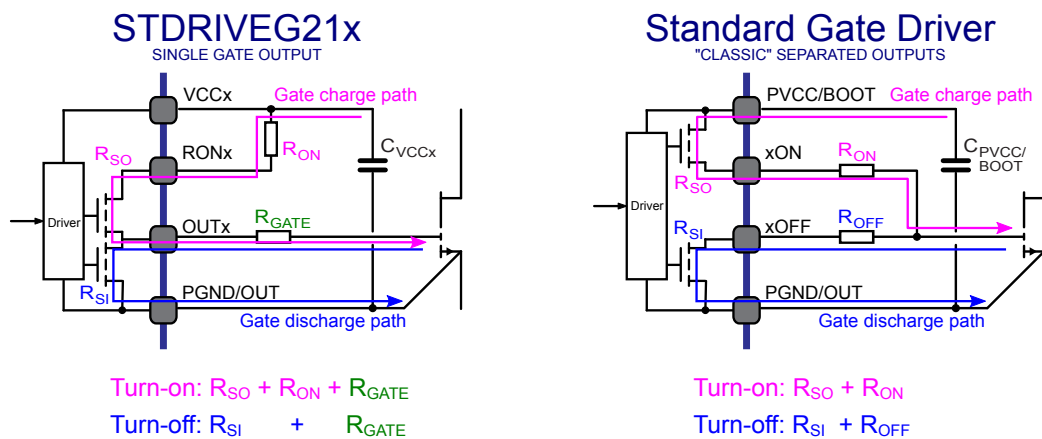 STDRIVEG21x
SINGLE GATE OUTPUT
VCCx
Gate charge path
RSO
RONx
RON
CVCCx
Driver
OUTx
RGATE
RSI
PGND/OUT
Gate discharge path
Turn-on: RSO + RON + RGATE
Turn-off: RSI + RGATE
Standard Gate Driver
"CLASSIC" SEPARATED OUTPUTS
PVCC/BOOT
Gate charge path
xON
RON
CPVCC/
BOOT
RSO
Driver
RSI
xOFF
ROFF
PGND/OUT
Gate discharge path
Turn-on: RSO + RON
Turn-off: RSI + ROFF